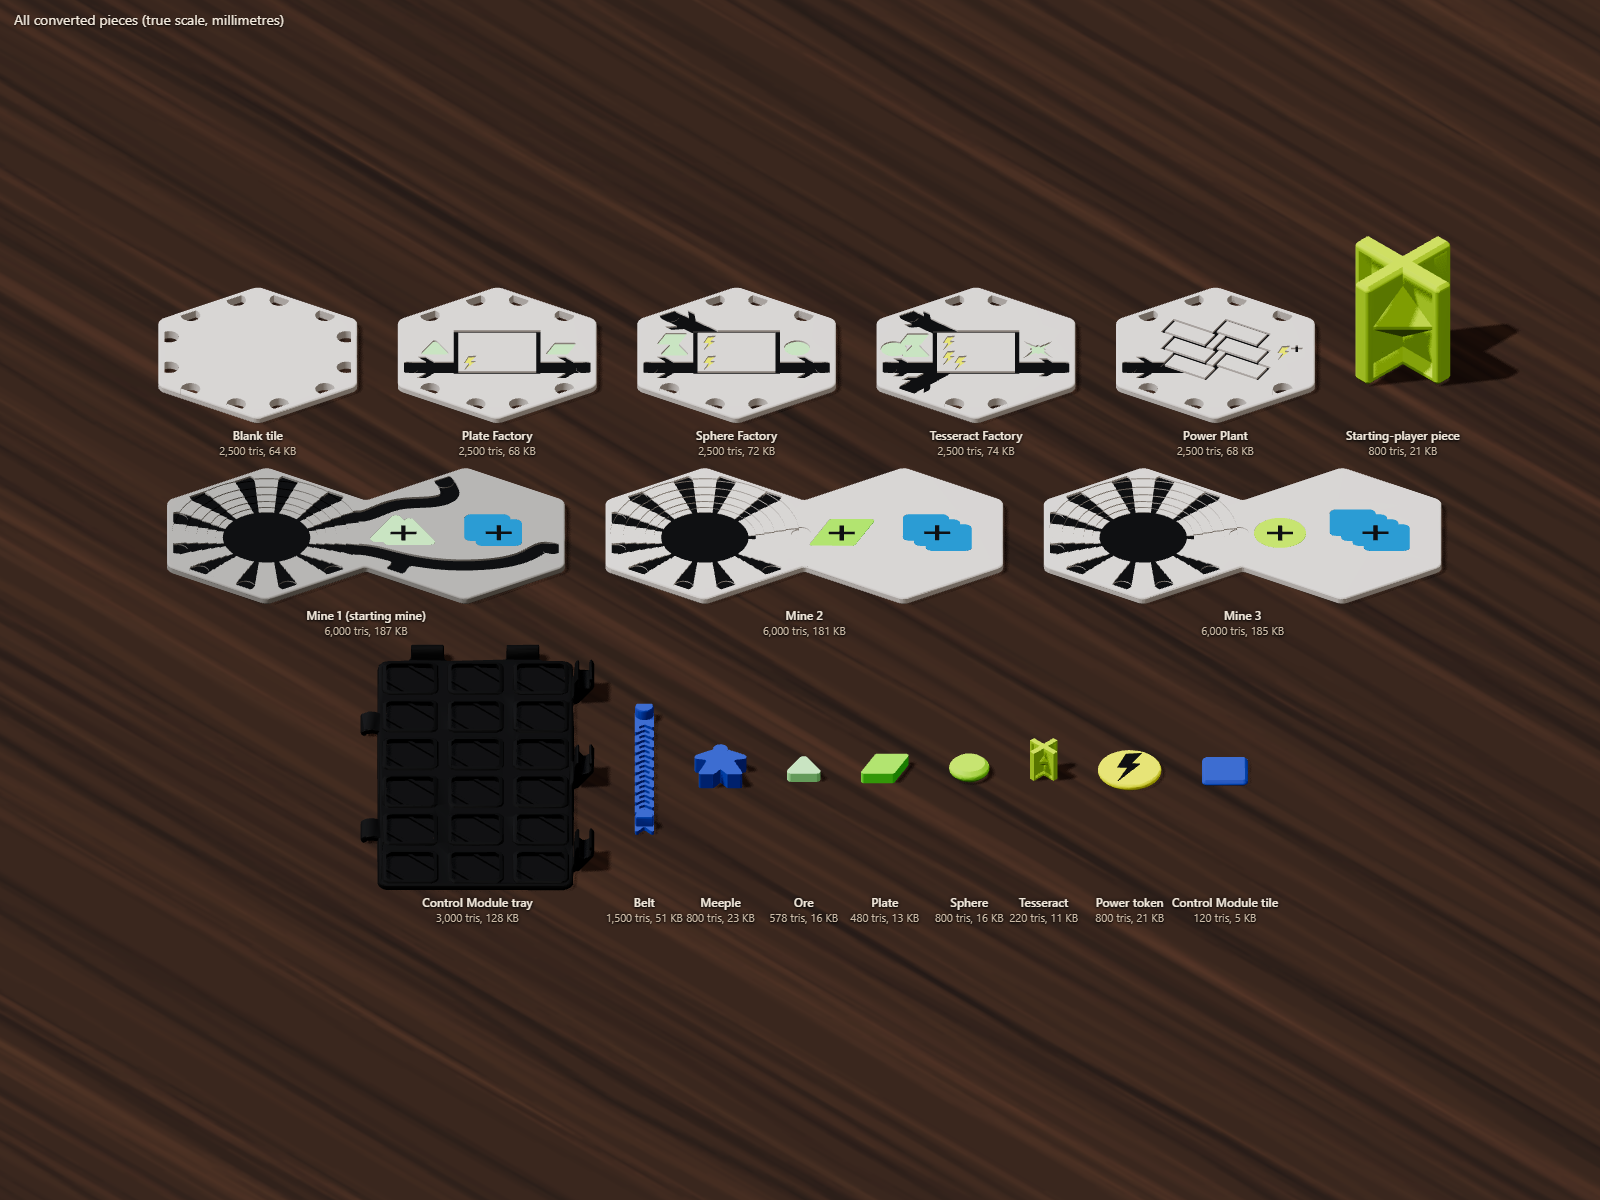 All converted pieces (true scale, millimetres)
Blank tile
2,500 tris, 64 KB
Plate Factory
2,500 tris, 68 KB
Sphere Factory
2,500 tris, 72 KB
Tesseract Factory
2,500 tris, 74 KB
Power Plant
2,500 tris, 68 KB
Starting-player piece
800 tris, 21 KB
Mine 1 (starting mine)
6,000 tris, 187 KB
Mine 2
6,000 tris, 181 KB
Mine 3
6,000 tris, 185 KB
Control Module tray
3,000 tris, 128 KB
Belt
1,500 tris, 51 KB
Meeple
800 tris, 23 KB
Ore
578 tris, 16 KB
Plate
480 tris, 13 KB
Sphere
800 tris, 16 KB
Tesseract
220 tris, 11 KB
Power token
800 tris, 21 KB
Control Module tile
120 tris, 5 KB